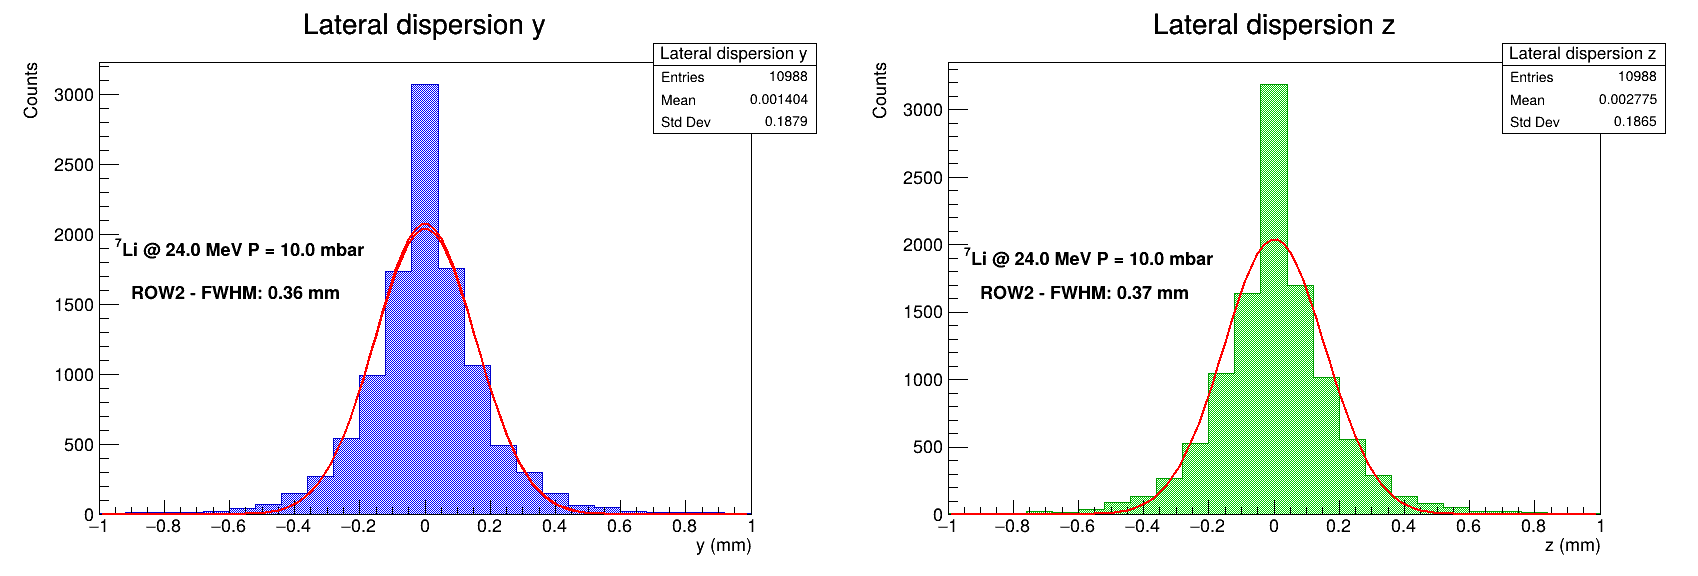 Lateral dispersion y
Lateral dispersion y
Entries 10988
Mean 0.001404
Std Dev 0.1879
Counts
3000
2500
2000
1500
1000
500
0
⁷Li @ 24.0 MeV P = 10.0 mbar
ROW2 - FWHM: 0.36 mm
−1 −0.8 −0.6 −0.4 −0.2 0 0.2 0.4 0.6 0.8 1
y (mm)
Lateral dispersion z
Lateral dispersion z
Entries 10988
Mean 0.002775
Std Dev 0.1865
Counts
3000
2500
2000
1500
1000
500
0
⁷Li @ 24.0 MeV P = 10.0 mbar
ROW2 - FWHM: 0.37 mm
−1 −0.8 −0.6 −0.4 −0.2 0 0.2 0.4 0.6 0.8 1
z (mm)